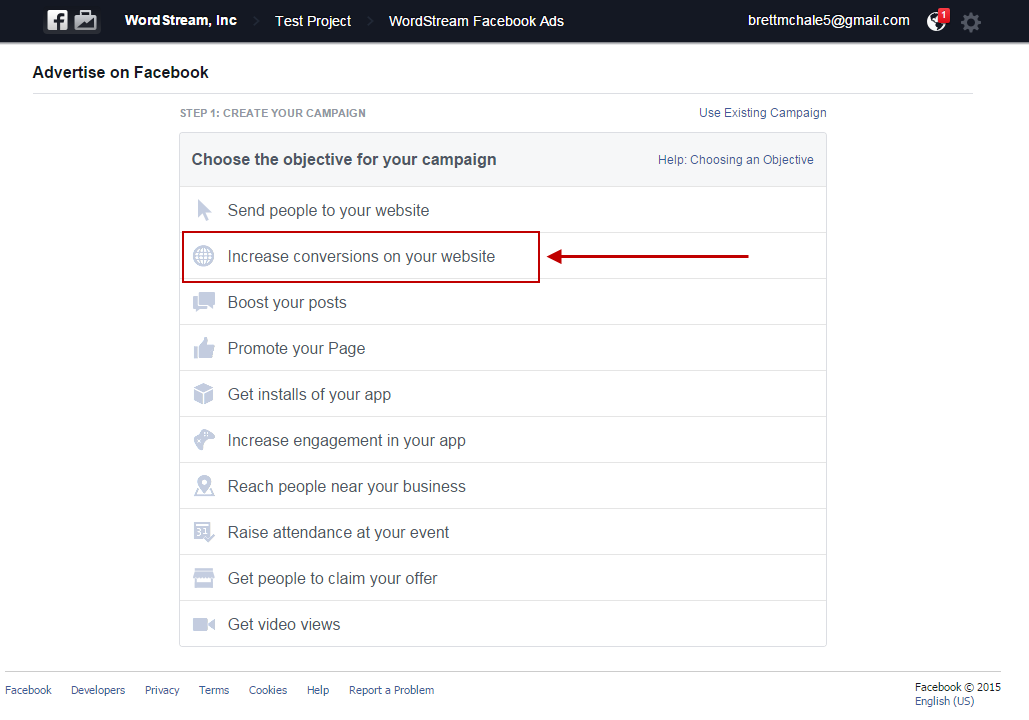 WordStream, Inc > Test Project > WordStream Facebook Ads brettmchale5@gmail.com 1
Advertise on Facebook
STEP 1: CREATE YOUR CAMPAIGN Use Existing Campaign
Choose the objective for your campaign Help: Choosing an Objective
Send people to your website
Increase conversions on your website
Boost your posts
Promote your Page
Get installs of your app
Increase engagement in your app
Reach people near your business
31 Raise attendance at your event
Get people to claim your offer
Get video views
Facebook Developers Privacy Terms Cookies Help Report a Problem Facebook © 2015
English (US)